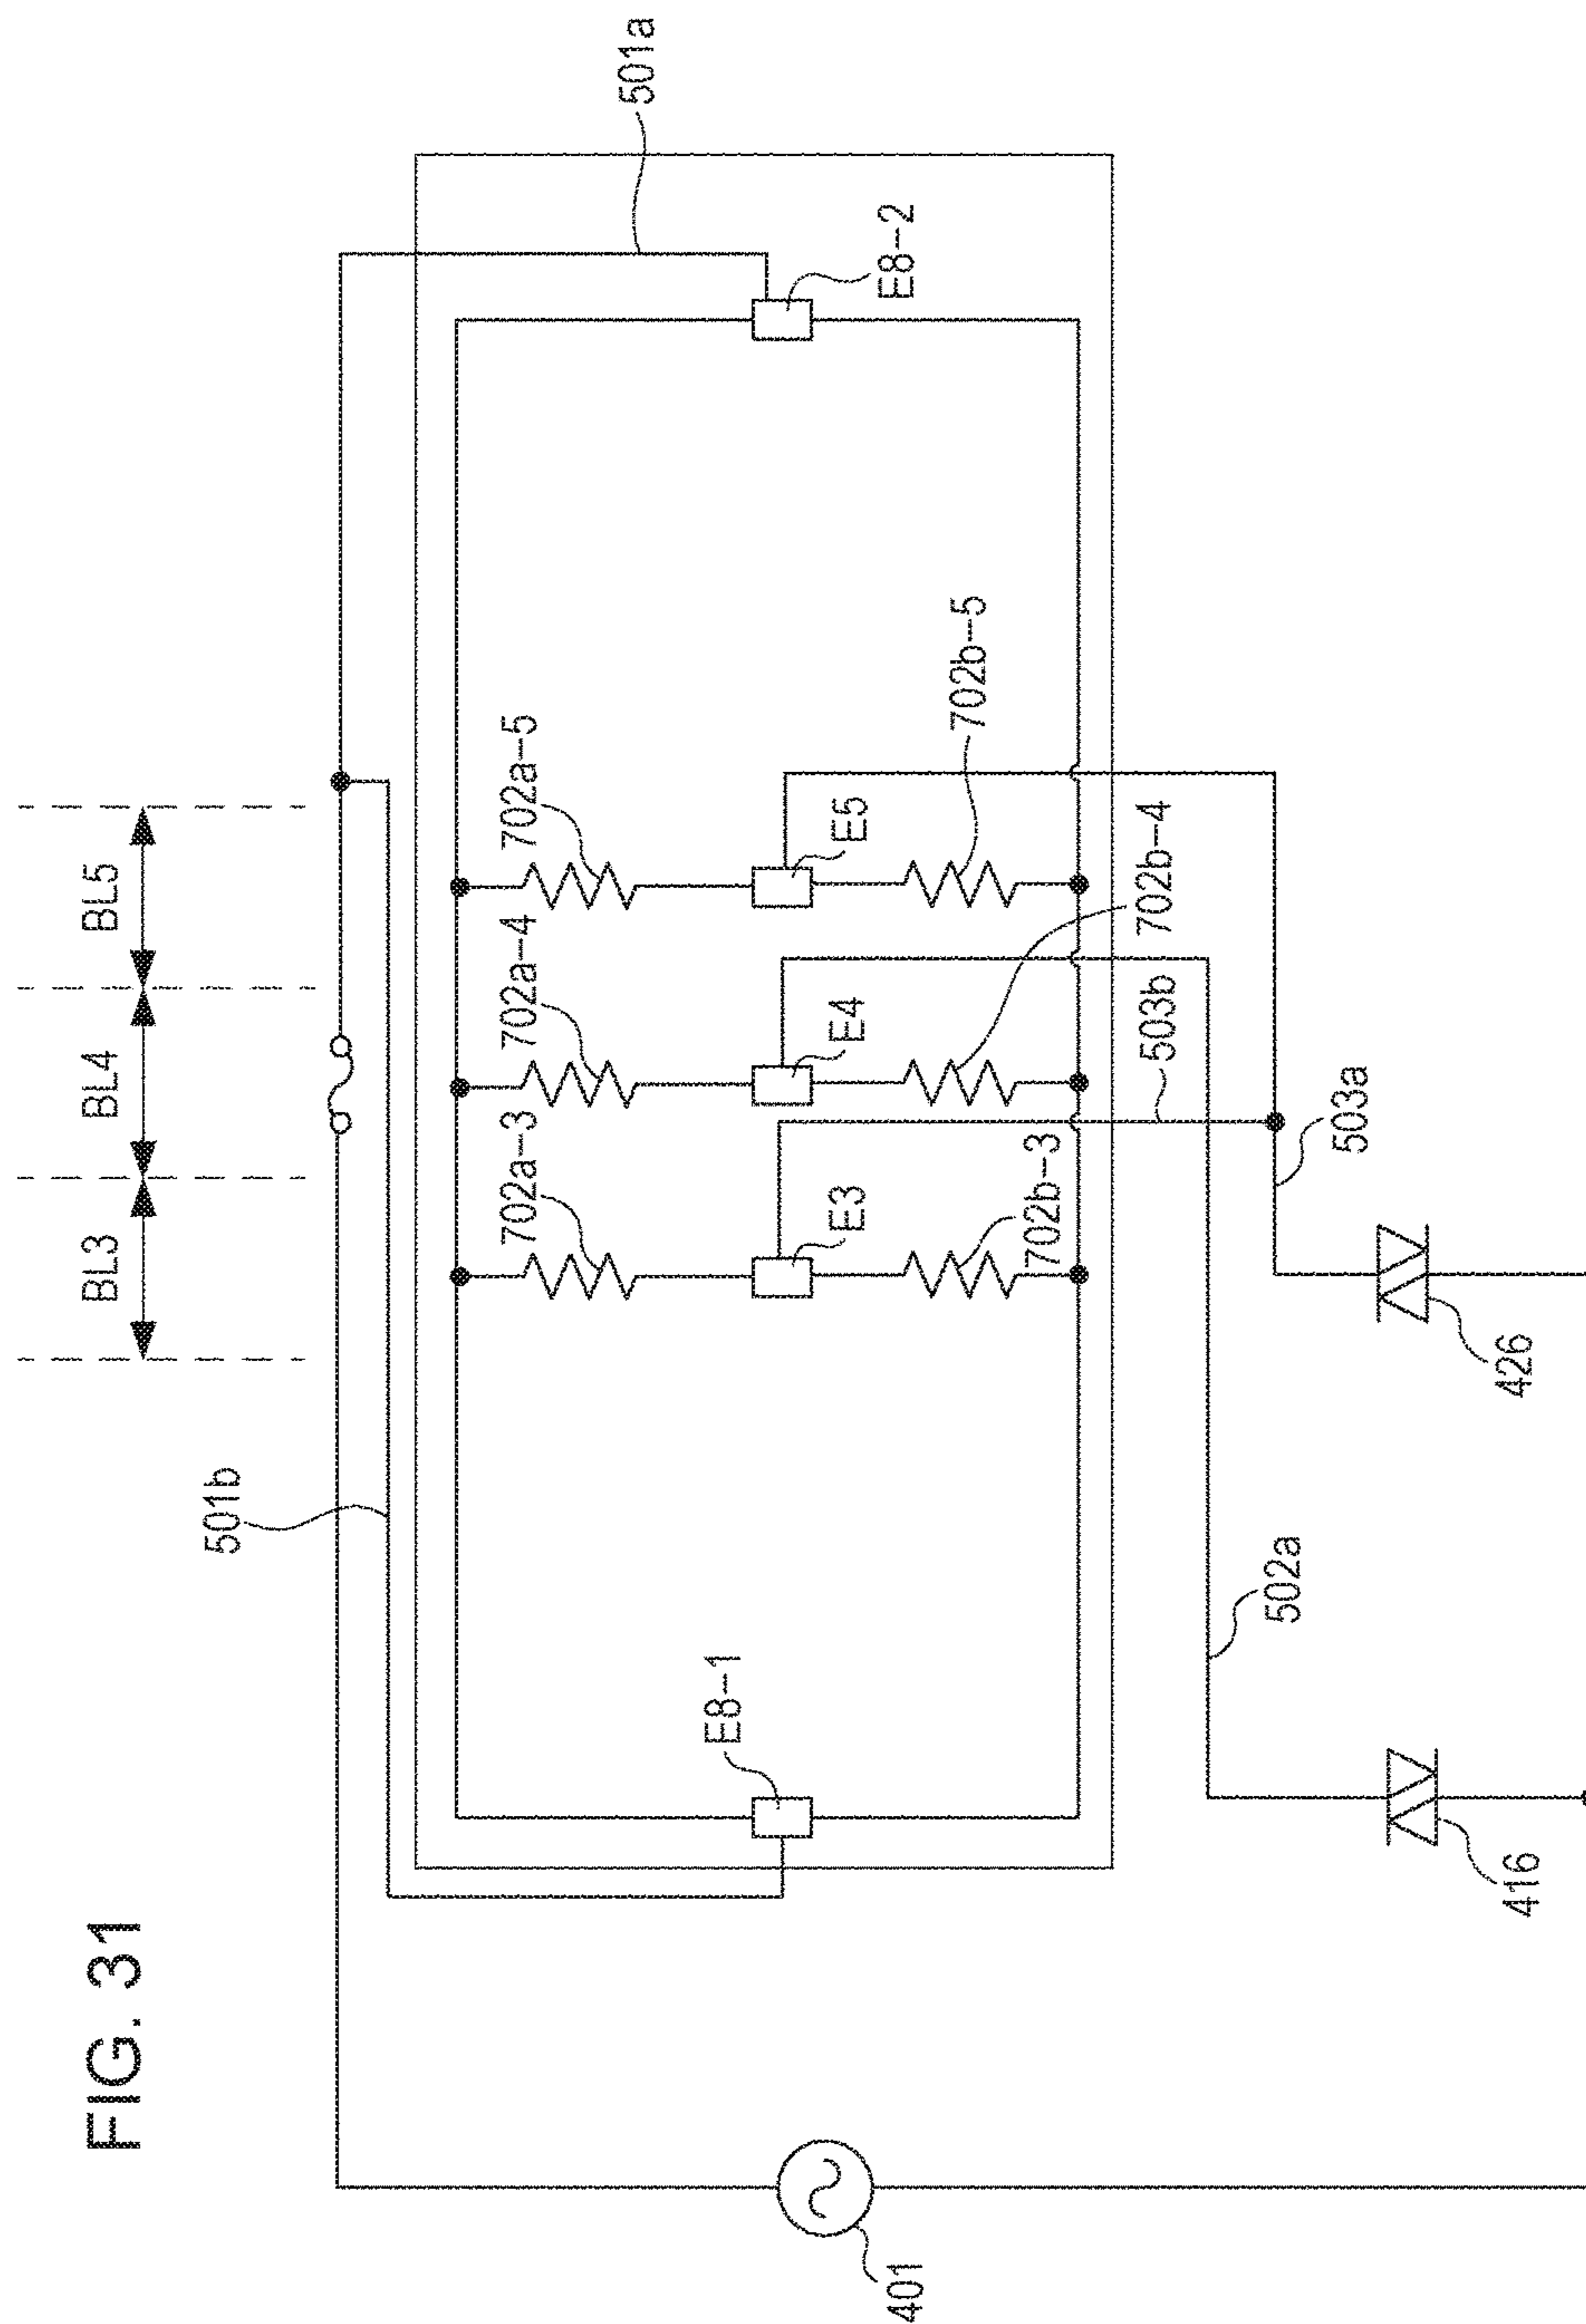 FIG. 31
BL3
BL4
BL5
501b
501a
702a-3
702a-4
702a-5
E8-1
E3
E4
E5
E8-2
702b-3
702b-5
702b-4
503b
502a
503a
401
416
426